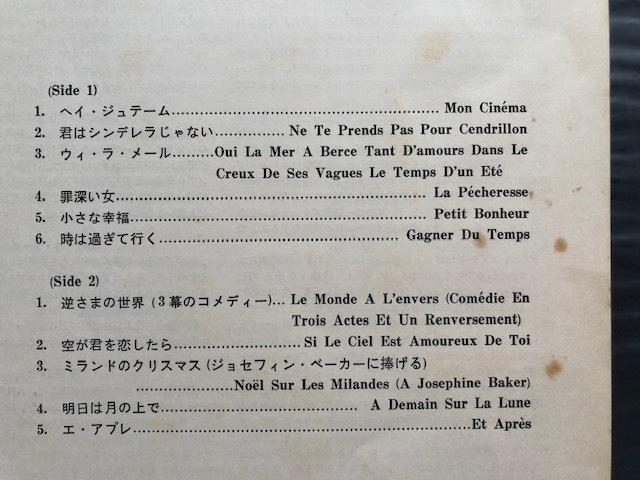 (Side 1)
1. ヘイ・ジュテーム........................................................ Mon Cinéma
2. 君はシンデレラじゃない............... Ne Te Prends Pas Pour Cendrillon
3. ウィ・ラ・メール.........Oui La Mer A Berce Tant D'amours Dans Le
Creux De Ses Vagues Le Temps D'un Eté
4. 罪深い女................................................................. La Pécheresse
5. 小さな幸福.............................................................. Petit Bonheur
6. 時は過ぎて行く.................................................. Gagner Du Temps
(Side 2)
1. 逆さまの世界 (3幕のコメディー)... Le Monde A L'envers (Comédie En
Trois Actes Et Un Renversement)
2. 空が君を恋したら........................... Si Le Ciel Est Amoureux De Toi
3. ミランドのクリスマス (ジョセフィン・ベーカーに捧げる)
.....................Noël Sur Les Milandes (A Josephine Baker)
4. 明日は月の上で.......................................... A Demain Sur La Lune
5. エ・アプレ.......................................................................Et Après